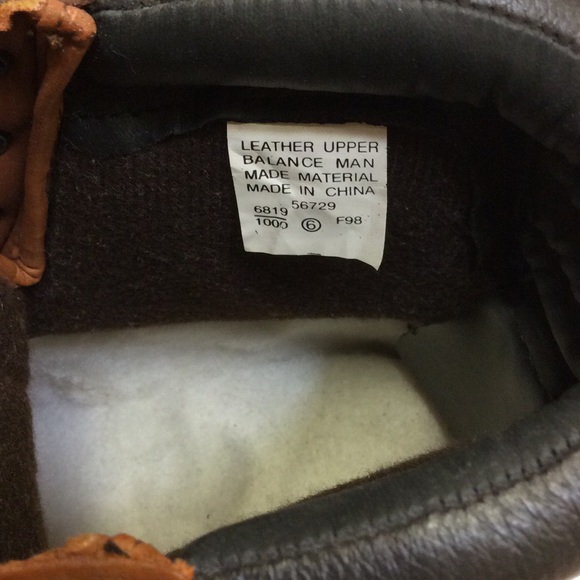 LEATHER UPPER
BALANCE MAN
MADE MATERIAL
MADE IN CHINA
56729
6819
1000 6 F98